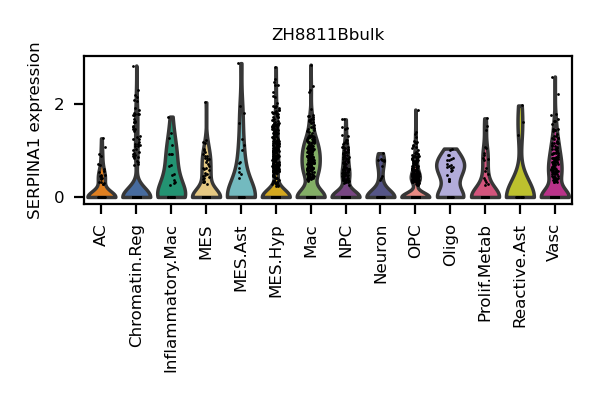 ZH8811Bbulk
SERPINA1 expression
2
0
AC
Chromatin.Reg
Inflammatory.Mac
MES
MES.Ast
MES.Hyp
Mac
NPC
Neuron
OPC
Oligo
Prolif.Metab
Reactive.Ast
Vasc